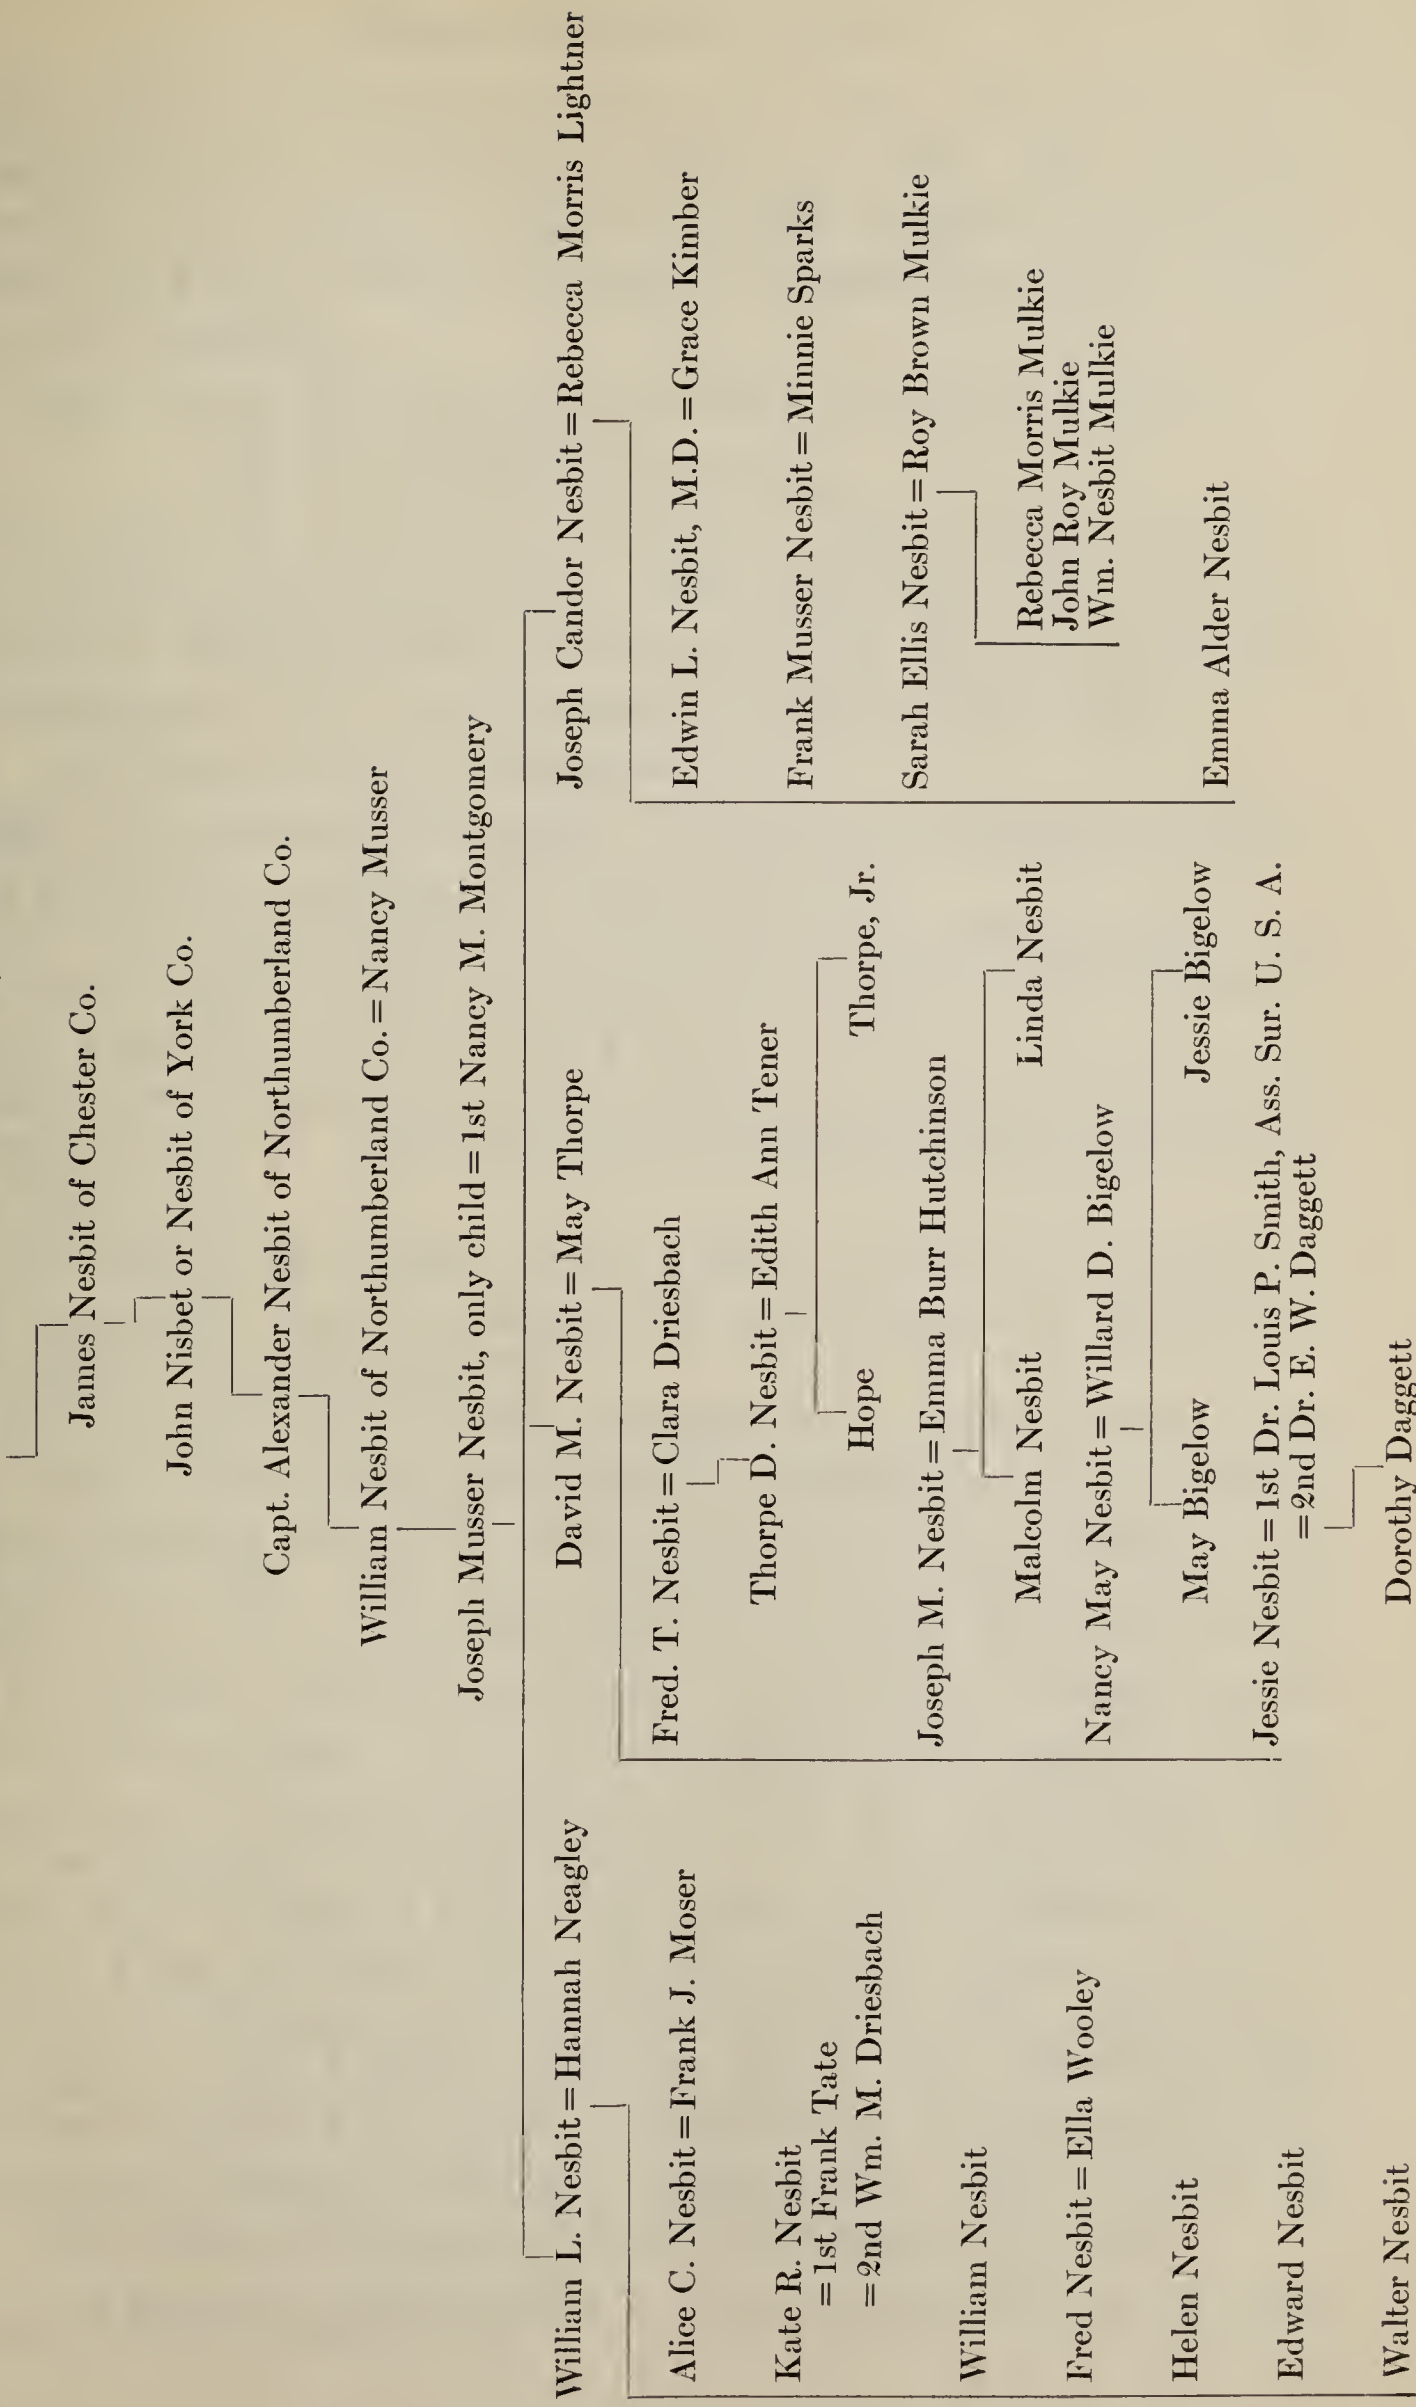 James Nesbit of Chester Co.
John Nisbet or Nesbit of York Co.
Capt. Alexander Nesbit of Northumberland Co.
William Nesbit of Northumberland Co.=Nancy Musser
Joseph Musser Nesbit, only child=1st Nancy M. Montgomery
William L. Nesbit=Hannah Neagley
Alice C. Nesbit=Frank J. Moser
Kate R. Nesbit
=1st Frank Tate
=2nd Wm. M. Driesbach
William Nesbit
Fred Nesbit=Ella Wooley
Helen Nesbit
Edward Nesbit
Walter Nesbit
David M. Nesbit=May Thorpe
Fred. T. Nesbit=Clara Driesbach
Thorpe D. Nesbit=Edith Ann Tener
Hope Thorpe, Jr.
Joseph M. Nesbit=Emma Burr Hutchinson
Malcolm Nesbit Linda Nesbit
Nancy May Nesbit=Willard D. Bigelow
May Bigelow Jessie Bigelow
Jessie Nesbit=1st Dr. Louis P. Smith, Ass. Sur. U. S. A.
=2nd Dr. E. W. Daggett
Dorothy Daggett
Joseph Candor Nesbit=Rebecca Morris Lightner
Edwin L. Nesbit, M.D.=Grace Kimber
Frank Musser Nesbit=Minnie Sparks
Sarah Ellis Nesbit=Roy Brown Mulkie
Rebecca Morris Mulkie
John Roy Mulkie
Wm. Nesbit Mulkie
Emma Alder Nesbit